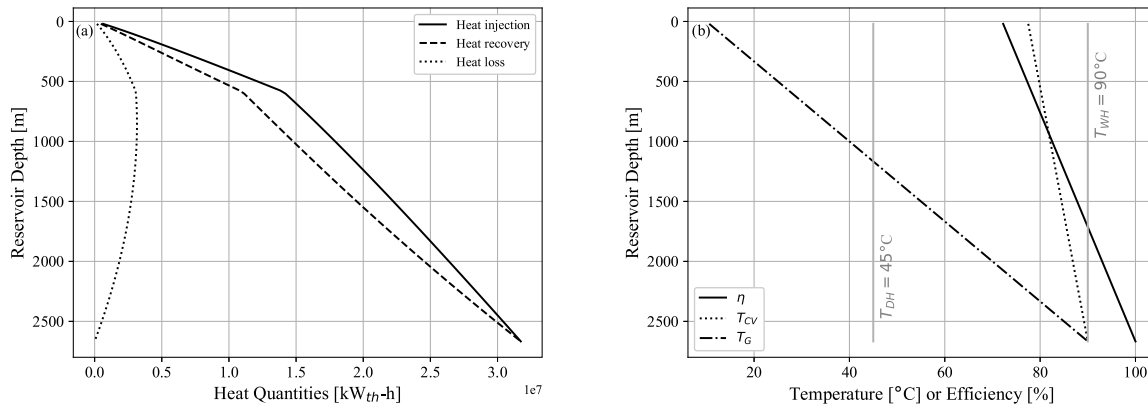 (a)
Heat injection
Heat recovery
Heat loss
0
500
1000
1500
2000
2500
Reservoir Depth [m]
0.0
0.5
1.0
1.5
2.0
2.5
3.0
1e7
Heat Quantities [kW_th-h]
(b)
T_DH = 45°C
T_WH = 90°C
η
T_CV
T_G
0
500
1000
1500
2000
2500
Reservoir Depth [m]
20
40
60
80
100
Temperature [°C] or Efficiency [%]